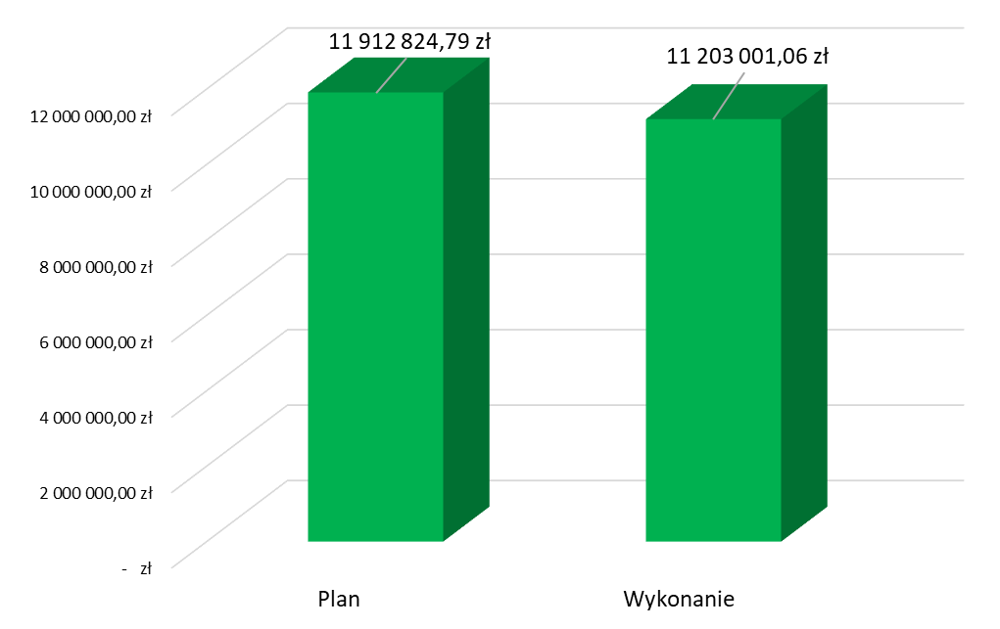 11 912 824,79 zł
11 203 001,06 zł
12 000 000,00 zł
10 000 000,00 zł
8 000 000,00 zł
6 000 000,00 zł
4 000 000,00 zł
2 000 000,00 zł
- zł
Plan
Wykonanie